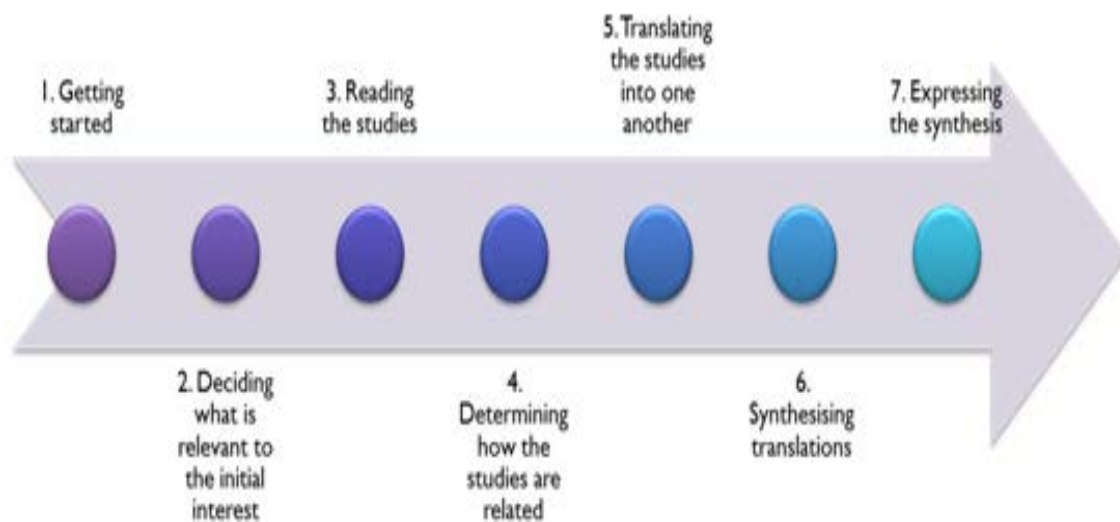 1. Getting
started
2. Deciding
what is
relevant to
the initial
interest
3. Reading
the studies
4.
Determining
how the
studies are
related
5. Translating
the studies
into one
another
6.
Synthesising
translations
7. Expressing
the synthesis